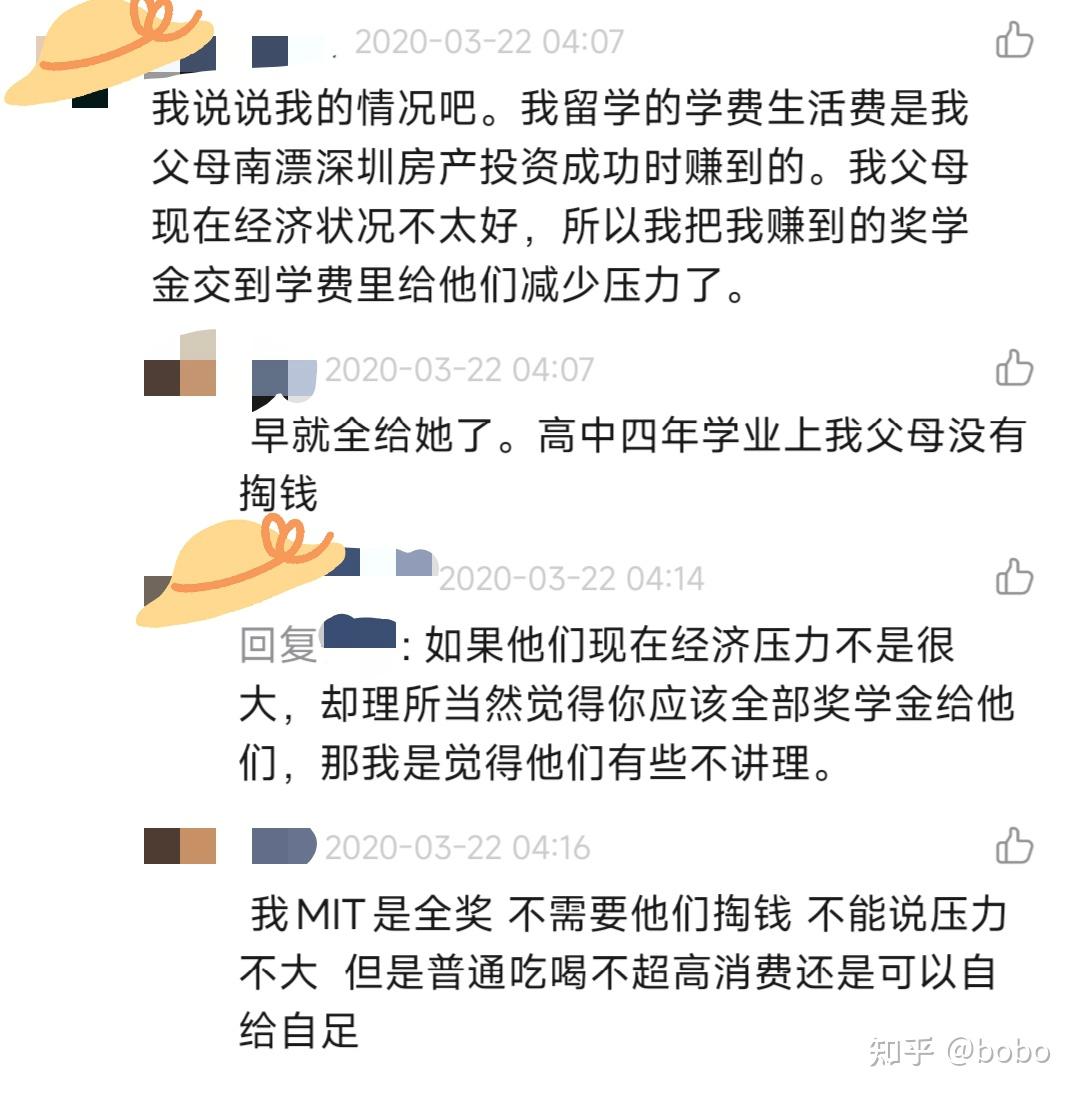 2020-03-22 04:07
我说说我的情况吧。我留学的学费生活费是我
父母南漂深圳房产投资成功时赚到的。我父母
现在经济状况不太好，所以我把我赚到的奖学
金交到学费里给他们减少压力了。
2020-03-22 04:07
早就全给她了。高中四年学业上我父母没有
掏钱
2020-03-22 04:14
回复：如果他们现在经济压力不是很
大，却理所当然觉得你应该全部奖学金给他
们，那我是觉得他们有些不讲理。
2020-03-22 04:16
我MIT是全奖 不需要他们掏钱 不能说压力
不大 但是普通吃喝不超高消费还是可以自
给自足
知乎 @bobo